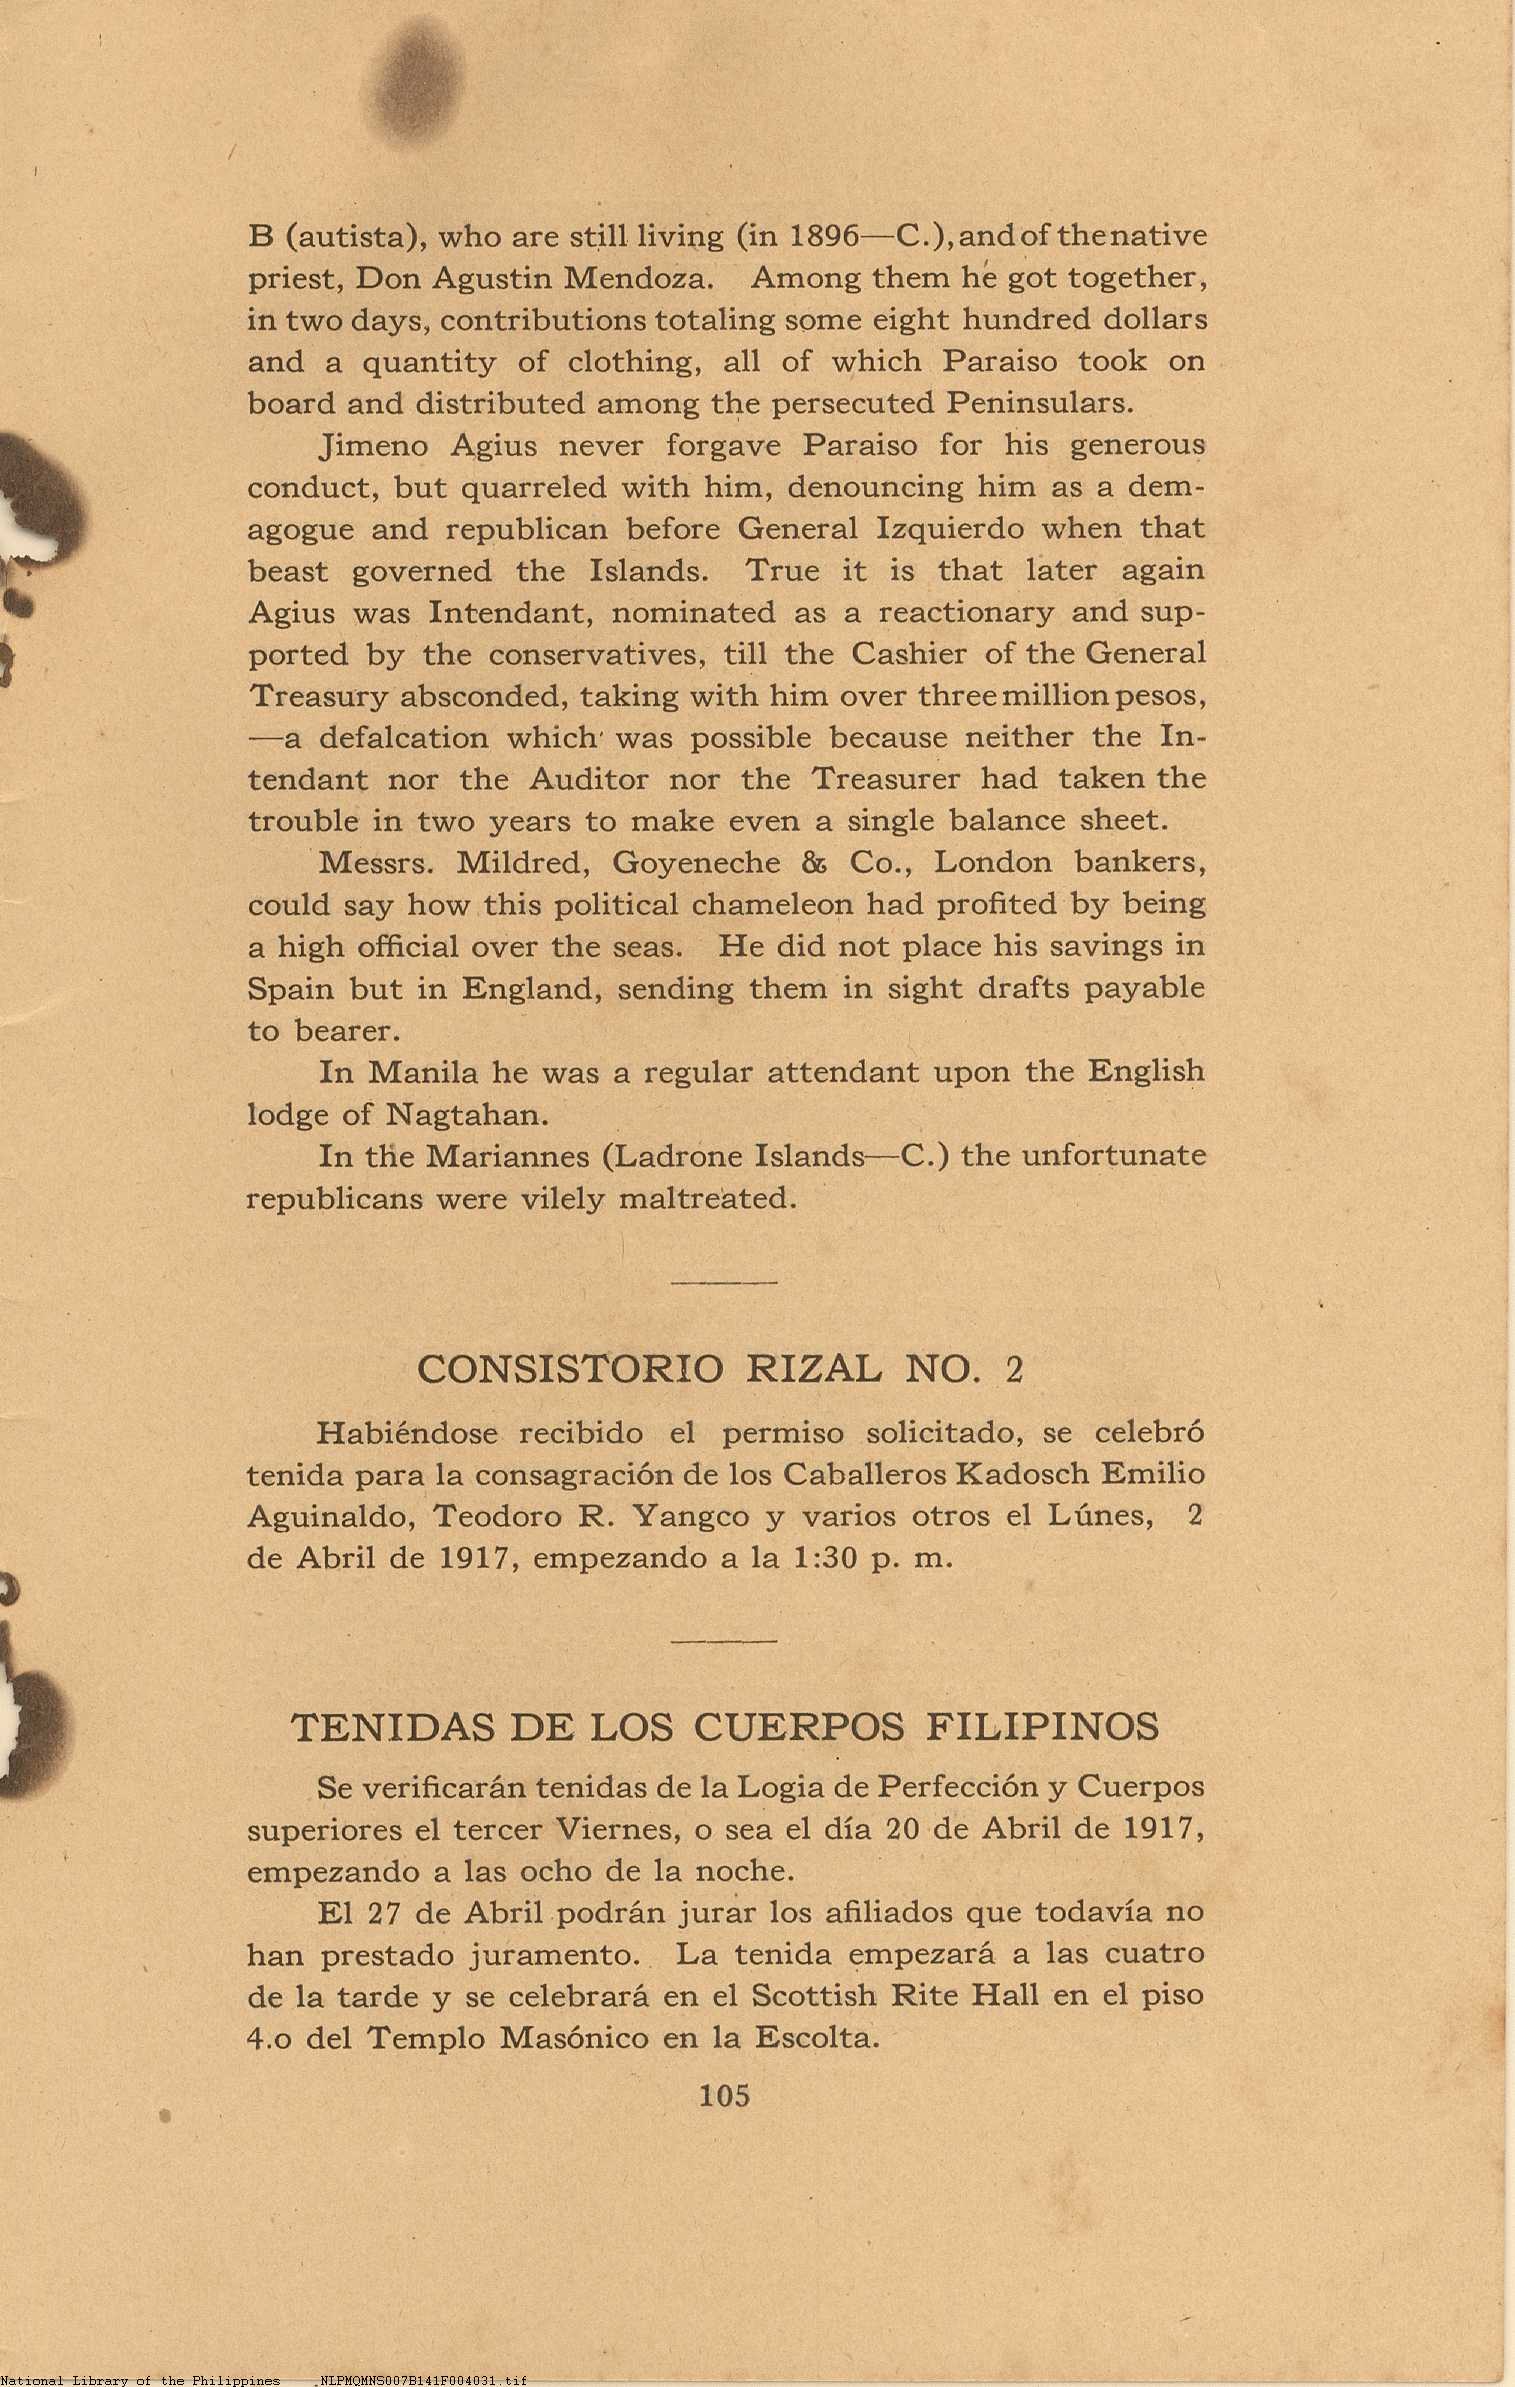 B (autista), who are still living (in 1896—C.), and of the native
priest, Don Agustin Mendoza. Among them he got together,
in two days, contributions totaling some eight hundred dollars
and a quantity of clothing, all of which Paraiso took on
board and distributed among the persecuted Peninsulars.
Jimeno Agius never forgave Paraiso for his generous
conduct, but quarreled with him, denouncing him as a dem-
agogue and republican before General Izquierdo when that
beast governed the Islands. True it is that later again
Agius was Intendant, nominated as a reactionary and sup-
ported by the conservatives, till the Cashier of the General
Treasury absconded, taking with him over three million pesos,
—a defalcation which was possible because neither the In-
tendant nor the Auditor nor the Treasurer had taken the
trouble in two years to make even a single balance sheet.
Messrs. Mildred, Goyeneche & Co., London bankers,
could say how this political chameleon had profited by being
a high official over the seas. He did not place his savings in
Spain but in England, sending them in sight drafts payable
to bearer.
In Manila he was a regular attendant upon the English
lodge of Nagtahan.
In the Mariannes (Ladrone Islands—C.) the unfortunate
republicans were vilely maltreated.
CONSISTORIO RIZAL NO. 2
Habiéndose recibido el permiso solicitado, se celebró
tenida para la consagración de los Caballeros Kadosch Emilio
Aguinaldo, Teodoro R. Yangco y varios otros el Lúnes, 2
de Abril de 1917, empezando a la 1:30 p. m.
TENIDAS DE LOS CUERPOS FILIPINOS
Se verificarán tenidas de la Logia de Perfección y Cuerpos
superiores el tercer Viernes, o sea el día 20 de Abril de 1917,
empezando a las ocho de la noche.
El 27 de Abril podrán jurar los afiliados que todavía no
han prestado juramento. La tenida empezará a las cuatro
de la tarde y se celebrará en el Scottish Rite Hall en el piso
4.o del Templo Masónico en la Escolta.
105
National Library of the Philippines NLPMQMNS007B141F004031.tif